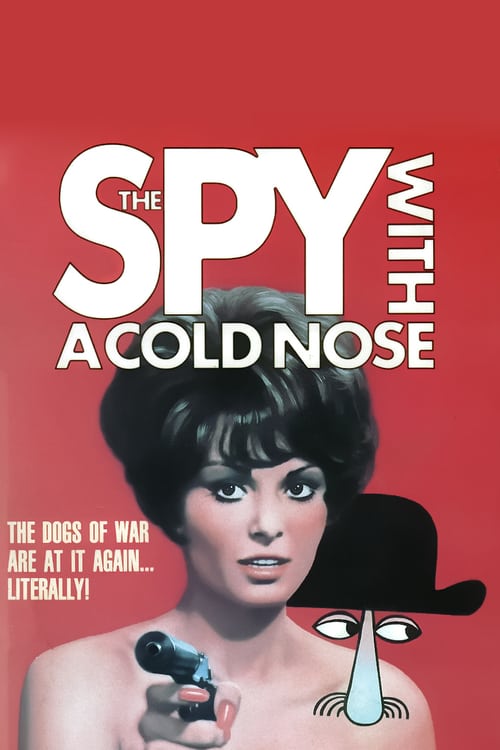 THE
SPY
WITH
A COLD NOSE
THE DOGS OF WAR
ARE AT IT AGAIN...
LITERALLY!